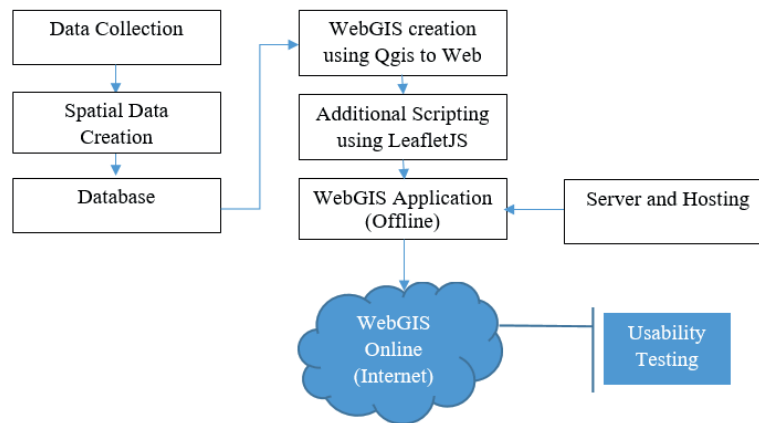 Data Collection
Spatial Data
Creation
Database
WebGIS creation
using Qgis to Web
Additional Scripting
using LeafletJS
WebGIS Application
(Offline)
Server and Hosting
WebGIS
Online
(Internet)
Usability
Testing